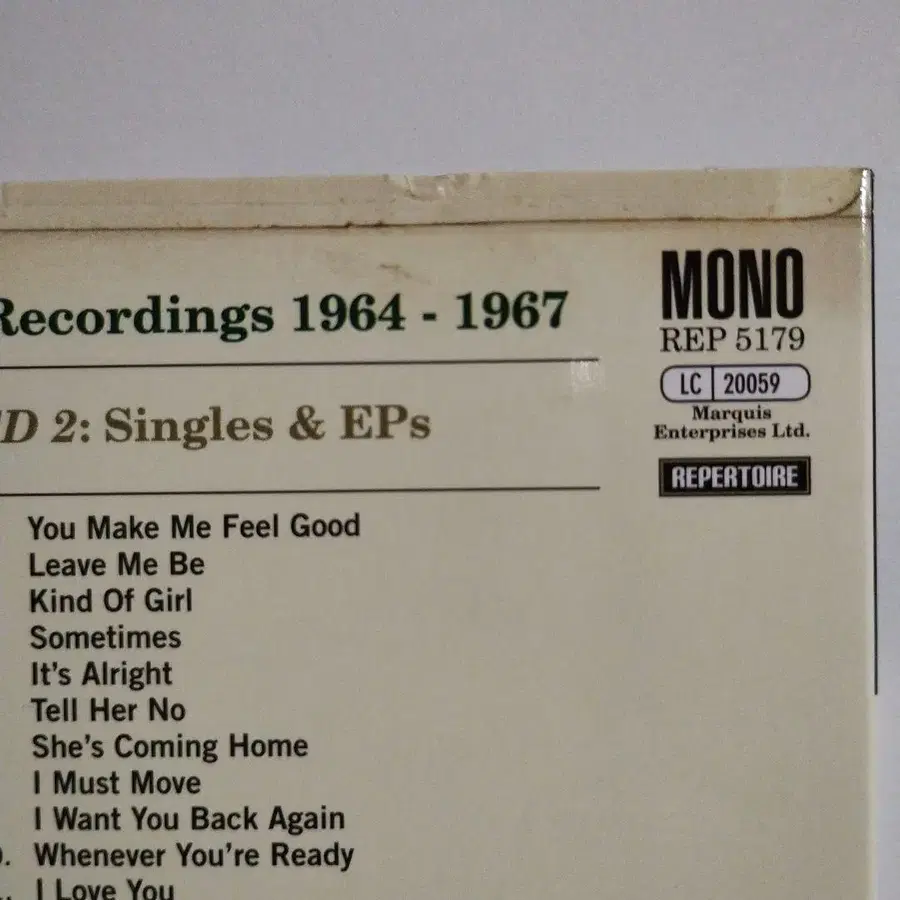 Recordings 1964 - 1967
MONO
REP 5179
LC 20059
Marquis
Enterprises Ltd.
REPERTOIRE
D 2: Singles & EPs
You Make Me Feel Good
Leave Me Be
Kind Of Girl
Sometimes
It's Alright
Tell Her No
She's Coming Home
I Must Move
I Want You Back Again
. Whenever You're Ready
. I Love You